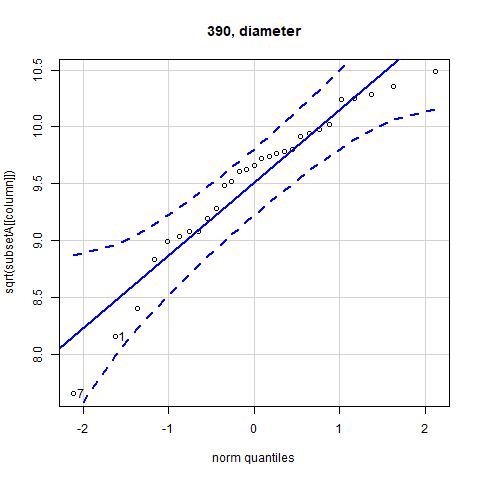 390, diameter
sqrt(subsetA[[column]])
10.5
10.0
9.5
9.0
8.5
8.0
1
7
-2 -1 0 1 2
norm quantiles